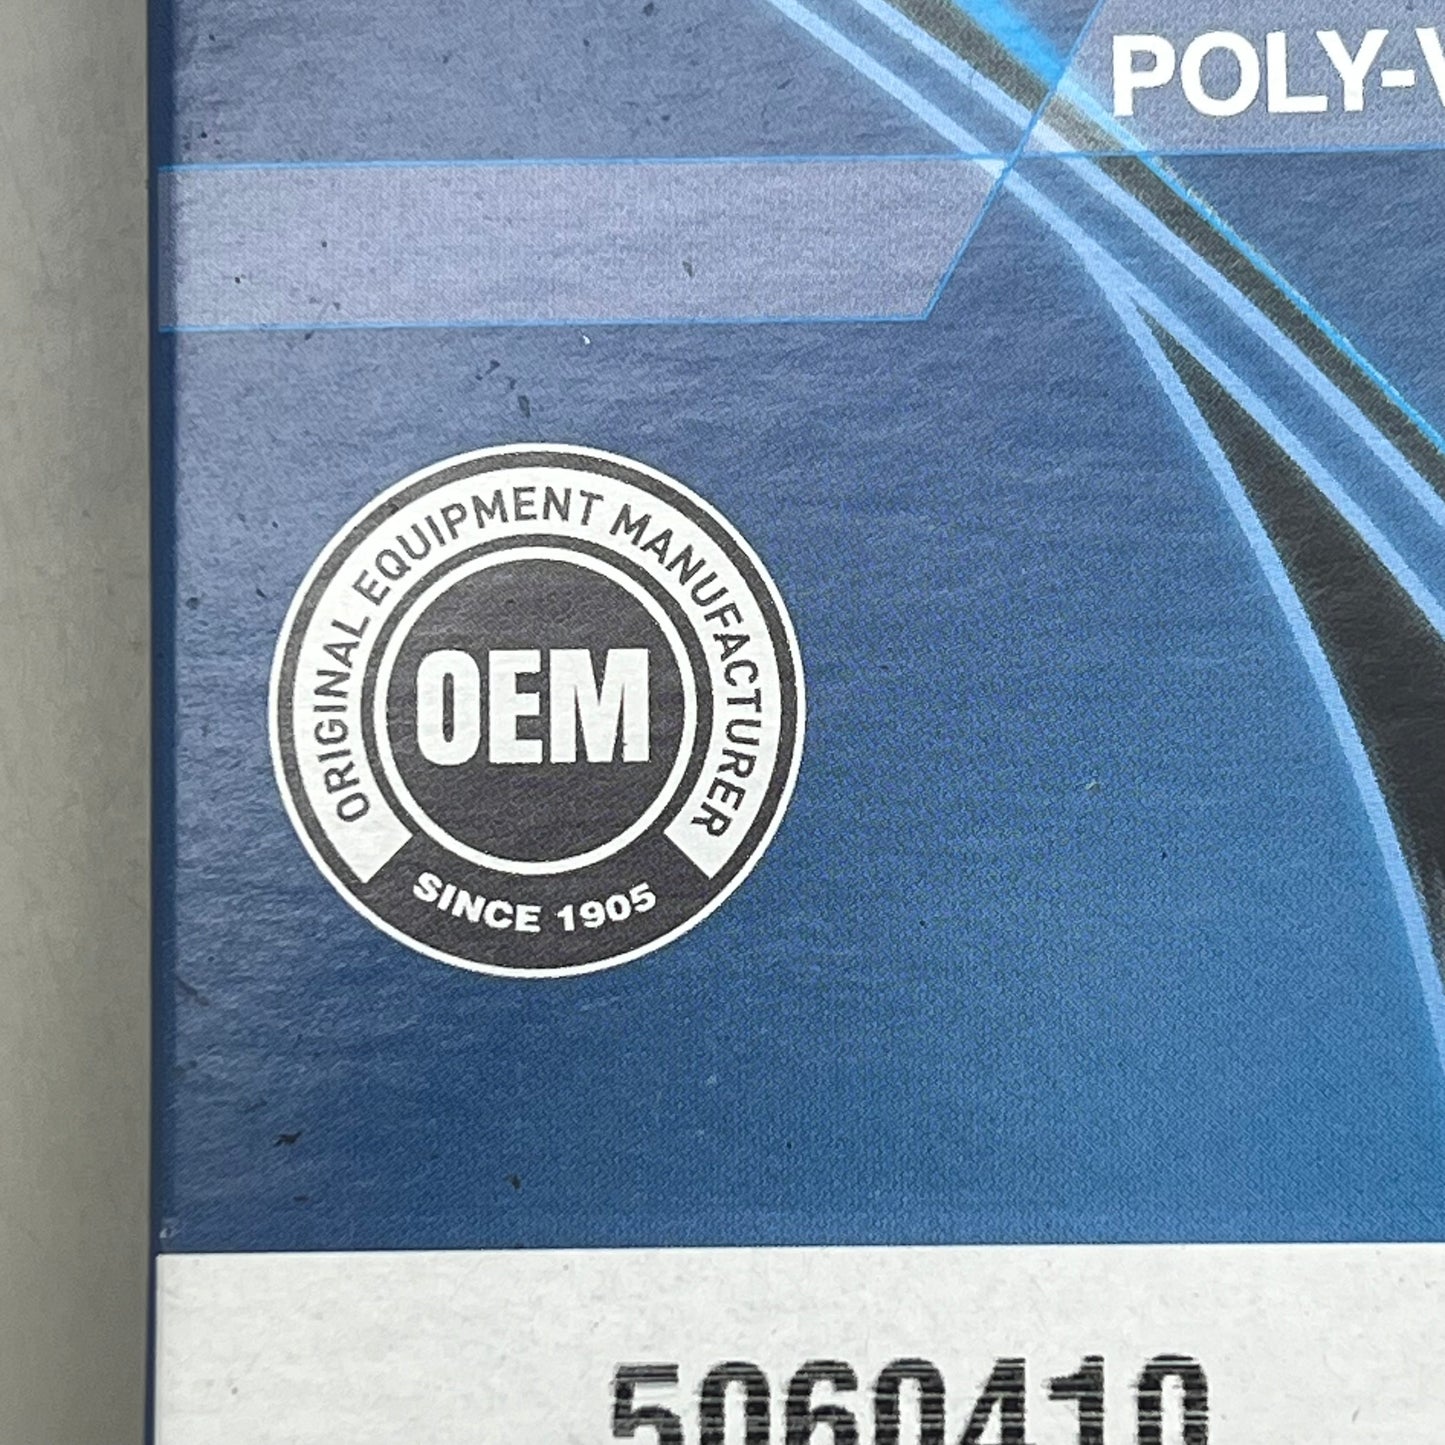 POLY-V
ORIGINAL EQUIPMENT MANUFACTURER
OEM
SINCE 1905
5060410